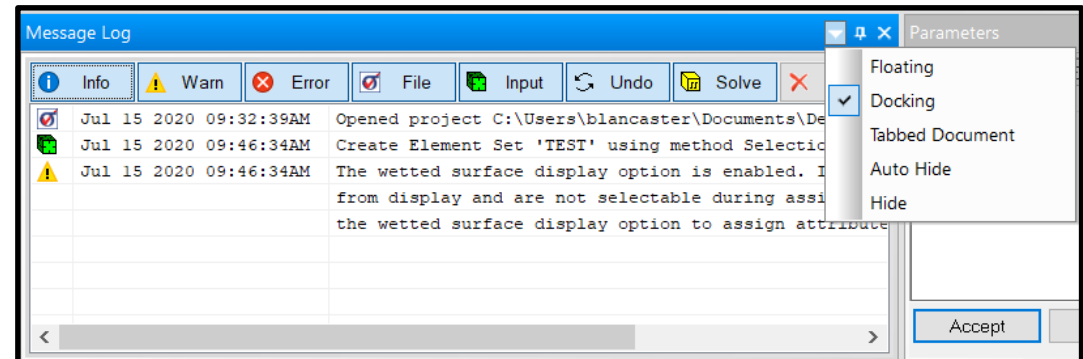 Message Log
Parameters
Info Warn Error File Input Undo Solve
Jul 15 2020 09:32:39AM Opened project C:\Users\blancaster\Documents\De
Jul 15 2020 09:46:34AM Create Element Set 'TEST' using method Selectio
Jul 15 2020 09:46:34AM The wetted surface display option is enabled. I
from display and are not selectable during assi
the wetted surface display option to assign attribute
Floating
Docking
Tabbed Document
Auto Hide
Hide
Accept